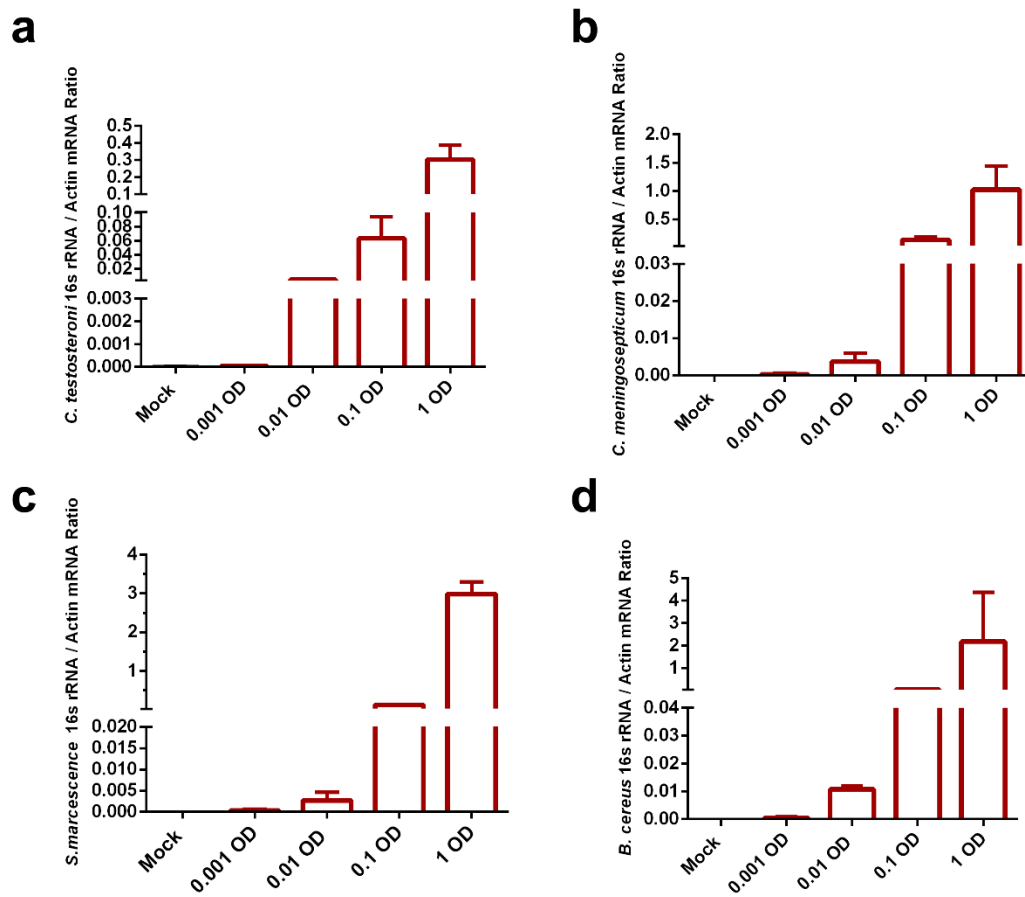 a
C. testosteroni 16s rRNA / Actin mRNA Ratio
0.5
0.4
0.3
0.2
0.1
0.10
0.08
0.06
0.04
0.02
0.003
0.002
0.001
0.000
Mock
0.001 OD
0.01 OD
0.1 OD
1 OD
b
C. meningosepticum 16s rRNA / Actin mRNA Ratio
2.0
1.5
1.0
0.5
0.03
0.02
0.01
0.00
Mock
0.001 OD
0.01 OD
0.1 OD
1 OD
c
S.marcescence 16s rRNA / Actin mRNA Ratio
4
3
2
1
0.020
0.015
0.010
0.005
0.000
Mock
0.001 OD
0.01 OD
0.1 OD
1 OD
d
B. cereus 16s rRNA / Actin mRNA Ratio
5
4
3
2
1
0.04
0.03
0.02
0.01
0.00
Mock
0.001 OD
0.01 OD
0.1 OD
1 OD